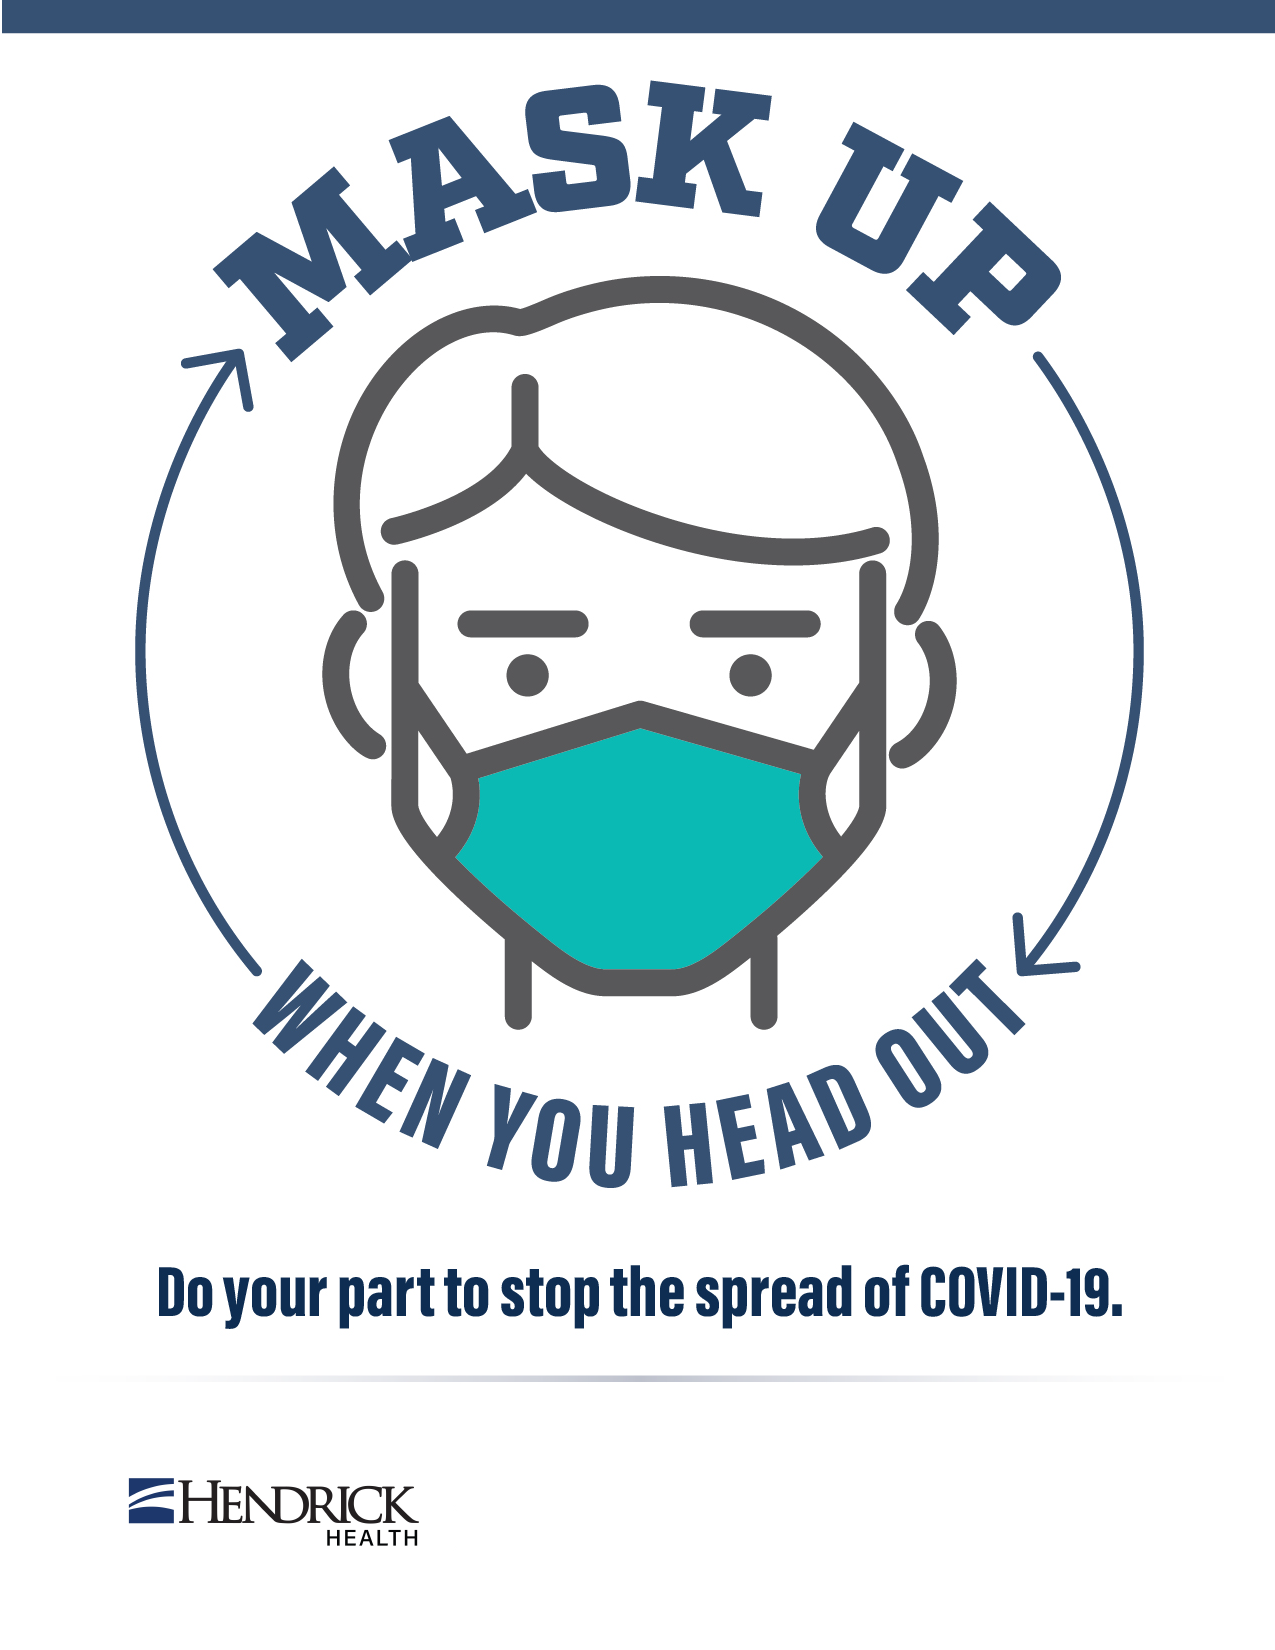 MASK UP
WHEN YOU HEAD OUT
Do your part to stop the spread of COVID-19.
HENDRICK
HEALTH